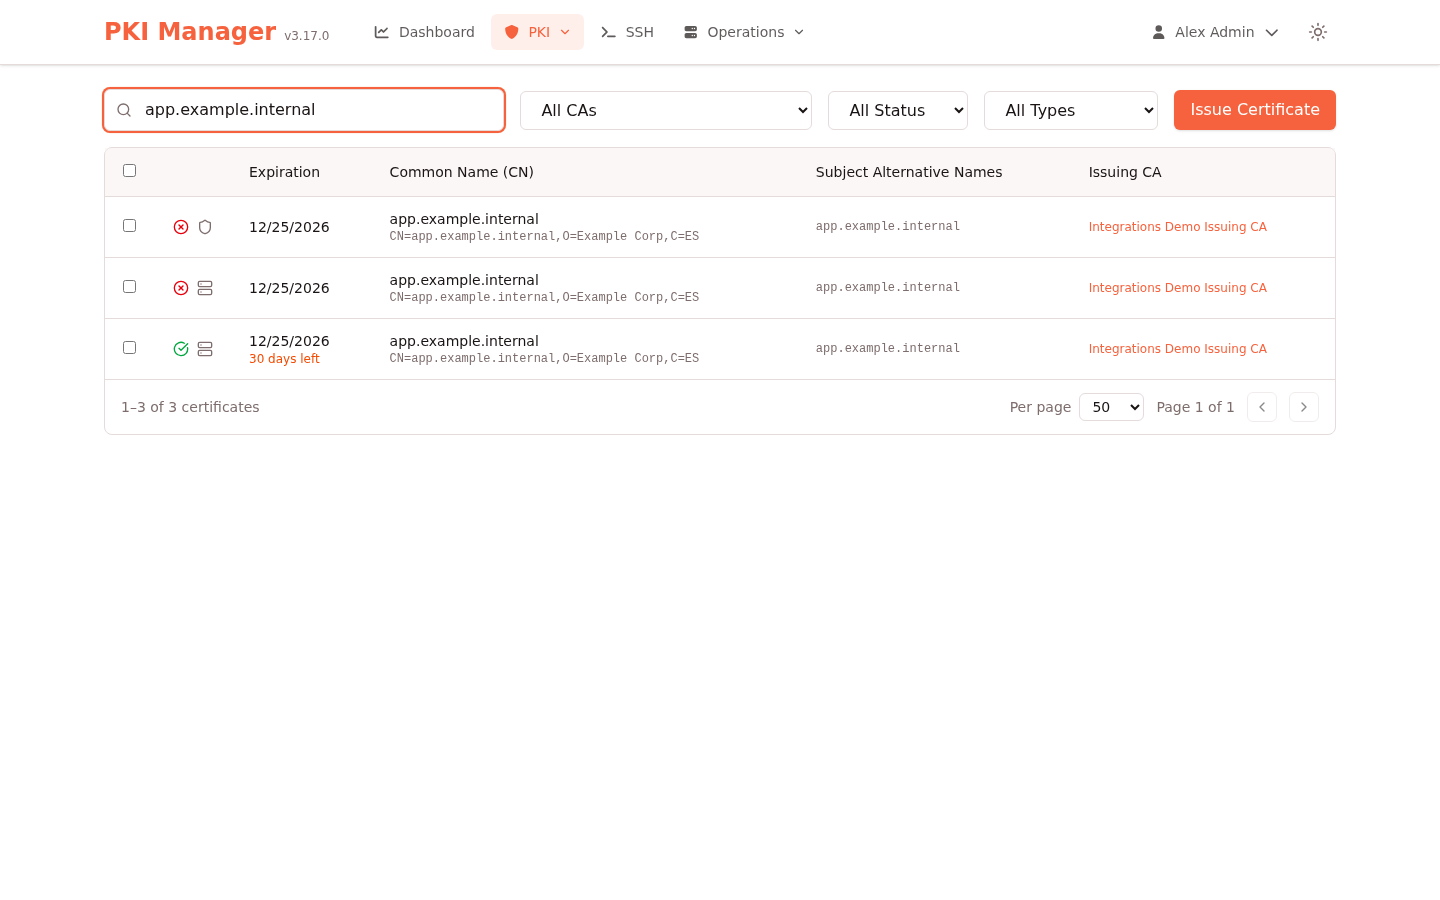 PKI Manager v3.17.0 Dashboard PKI SSH Operations Alex Admin
app.example.internal All CAs All Status All Types Issue Certificate
Expiration Common Name (CN) Subject Alternative Names Issuing CA
12/25/2026 app.example.internal app.example.internal Integrations Demo Issuing CA
CN=app.example.internal,O=Example Corp,C=ES
12/25/2026 app.example.internal app.example.internal Integrations Demo Issuing CA
CN=app.example.internal,O=Example Corp,C=ES
12/25/2026 app.example.internal app.example.internal Integrations Demo Issuing CA
30 days left CN=app.example.internal,O=Example Corp,C=ES
1–3 of 3 certificates Per page 50 Page 1 of 1